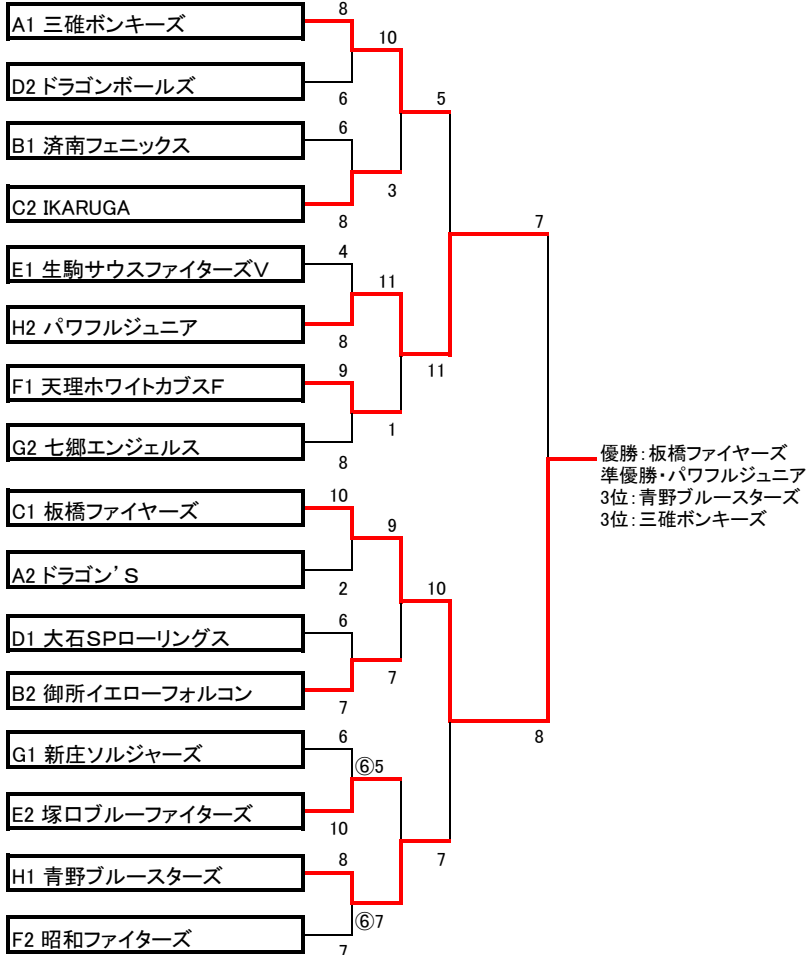 8
A1 三碓ボンキーズ
10
D2 ドラゴンボールズ
5
6
6
B1 済南フェニックス
3
C2 IKARUGA
8
7
4
E1 生駒サウスファイターズV
11
H2 パワフルジュニア
8
9
11
F1 天理ホワイトカブスF
1
G2 七郷エンジェルス
8
優勝:板橋ファイヤーズ
準優勝・パワフルジュニア
3位:青野ブルースターズ
3位:三碓ボンキーズ
10
C1 板橋ファイヤーズ
9
A2 ドラゴン’S
2
10
6
D1 大石SPローリングス
7
B2 御所イエローフォルコン
7
6
8
G1 新庄ソルジャーズ
⑥5
E2 塚口ブルーファイターズ
10
8
7
H1 青野ブルースターズ
⑥7
F2 昭和ファイターズ
7